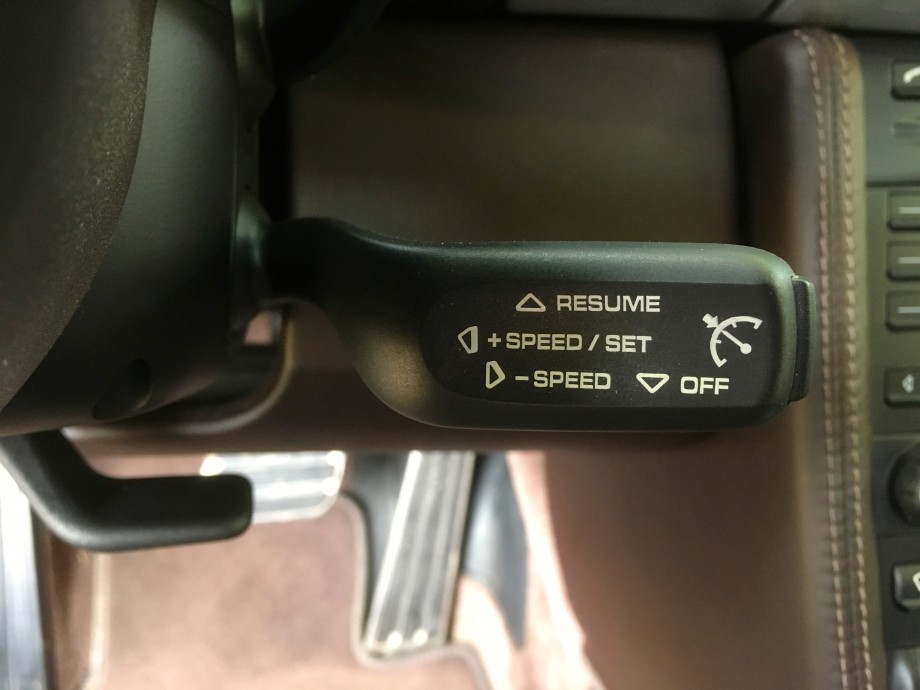 RESUME
+SPEED / SET
-SPEED OFF